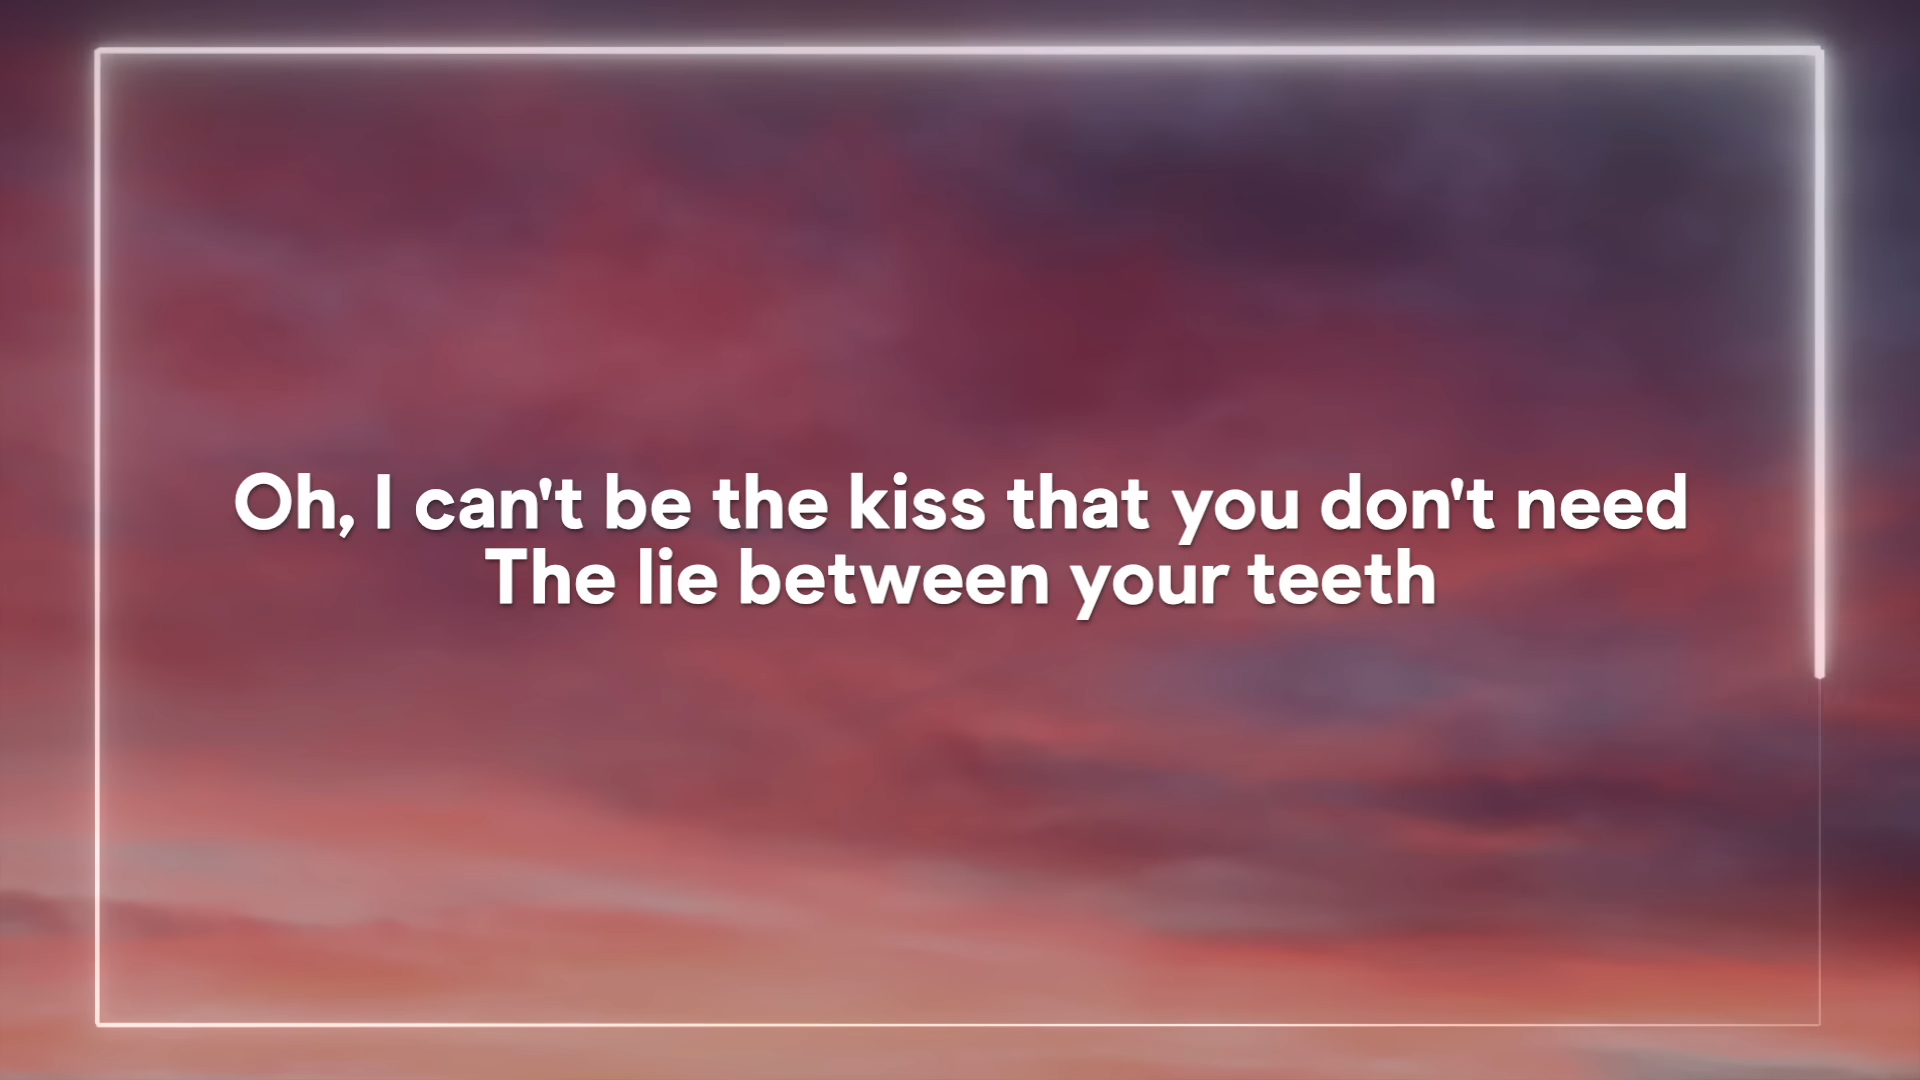 Oh, I can't be the kiss that you don't need
The lie between your teeth